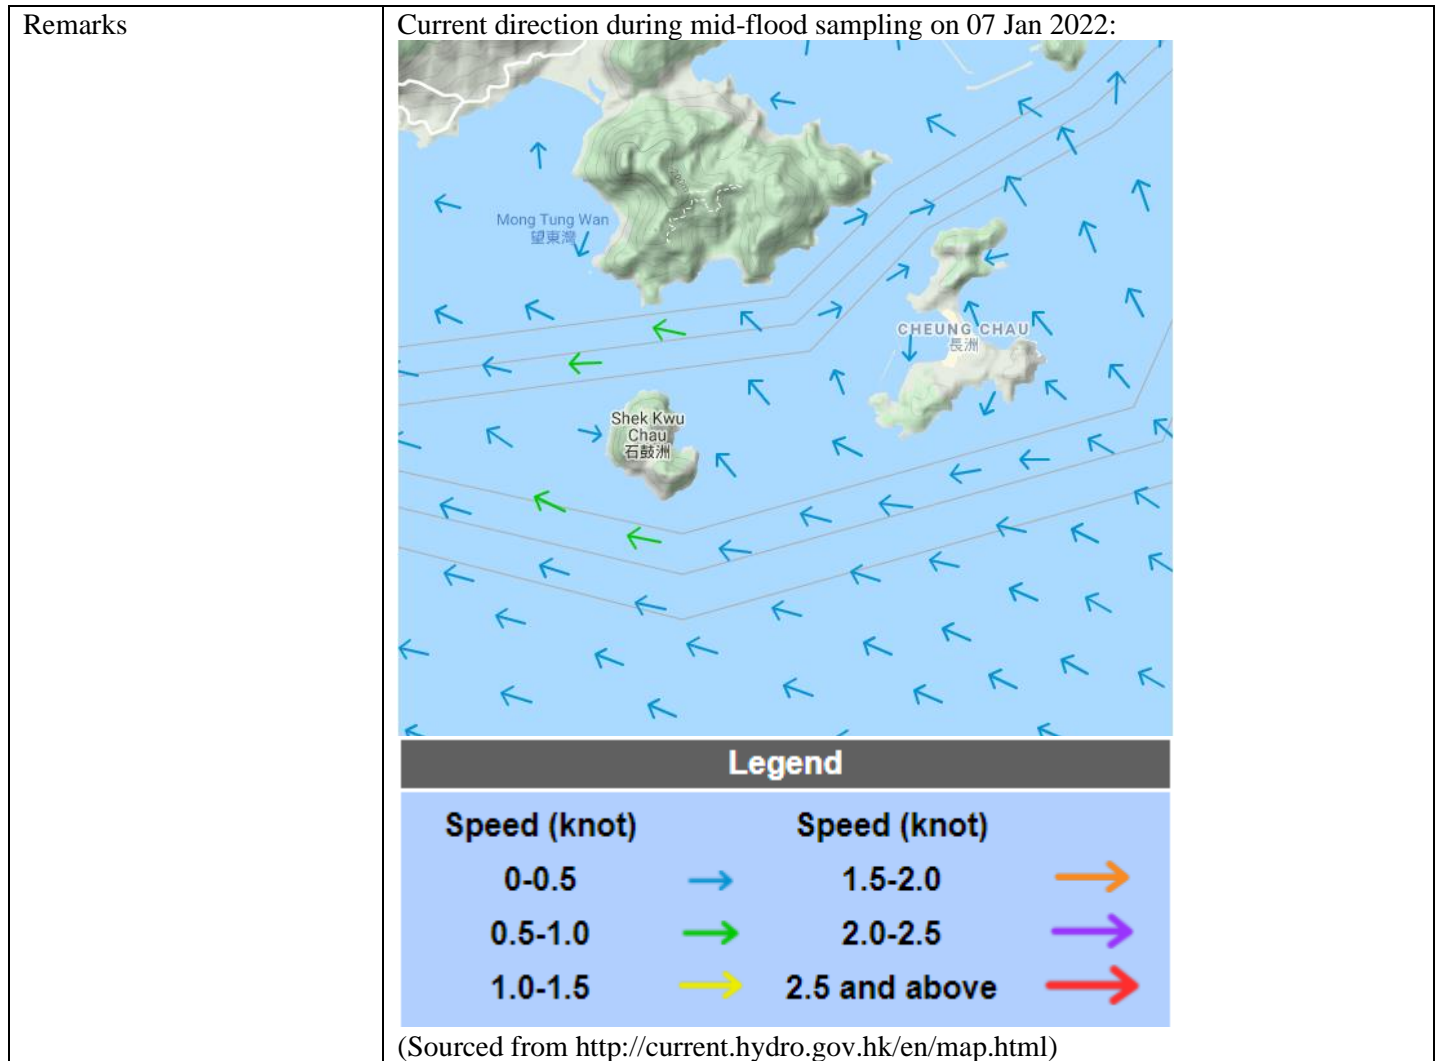 Remarks
Current direction during mid-flood sampling on 07 Jan 2022:
Mong Tung Wan
望東灣
CHEUNG CHAU
長洲
Shek Kwu
Chau
石鼓洲
Legend
Speed (knot) Speed (knot)
0-0.5 1.5-2.0
0.5-1.0 2.0-2.5
1.0-1.5 2.5 and above
(Sourced from http://current.hydro.gov.hk/en/map.html)